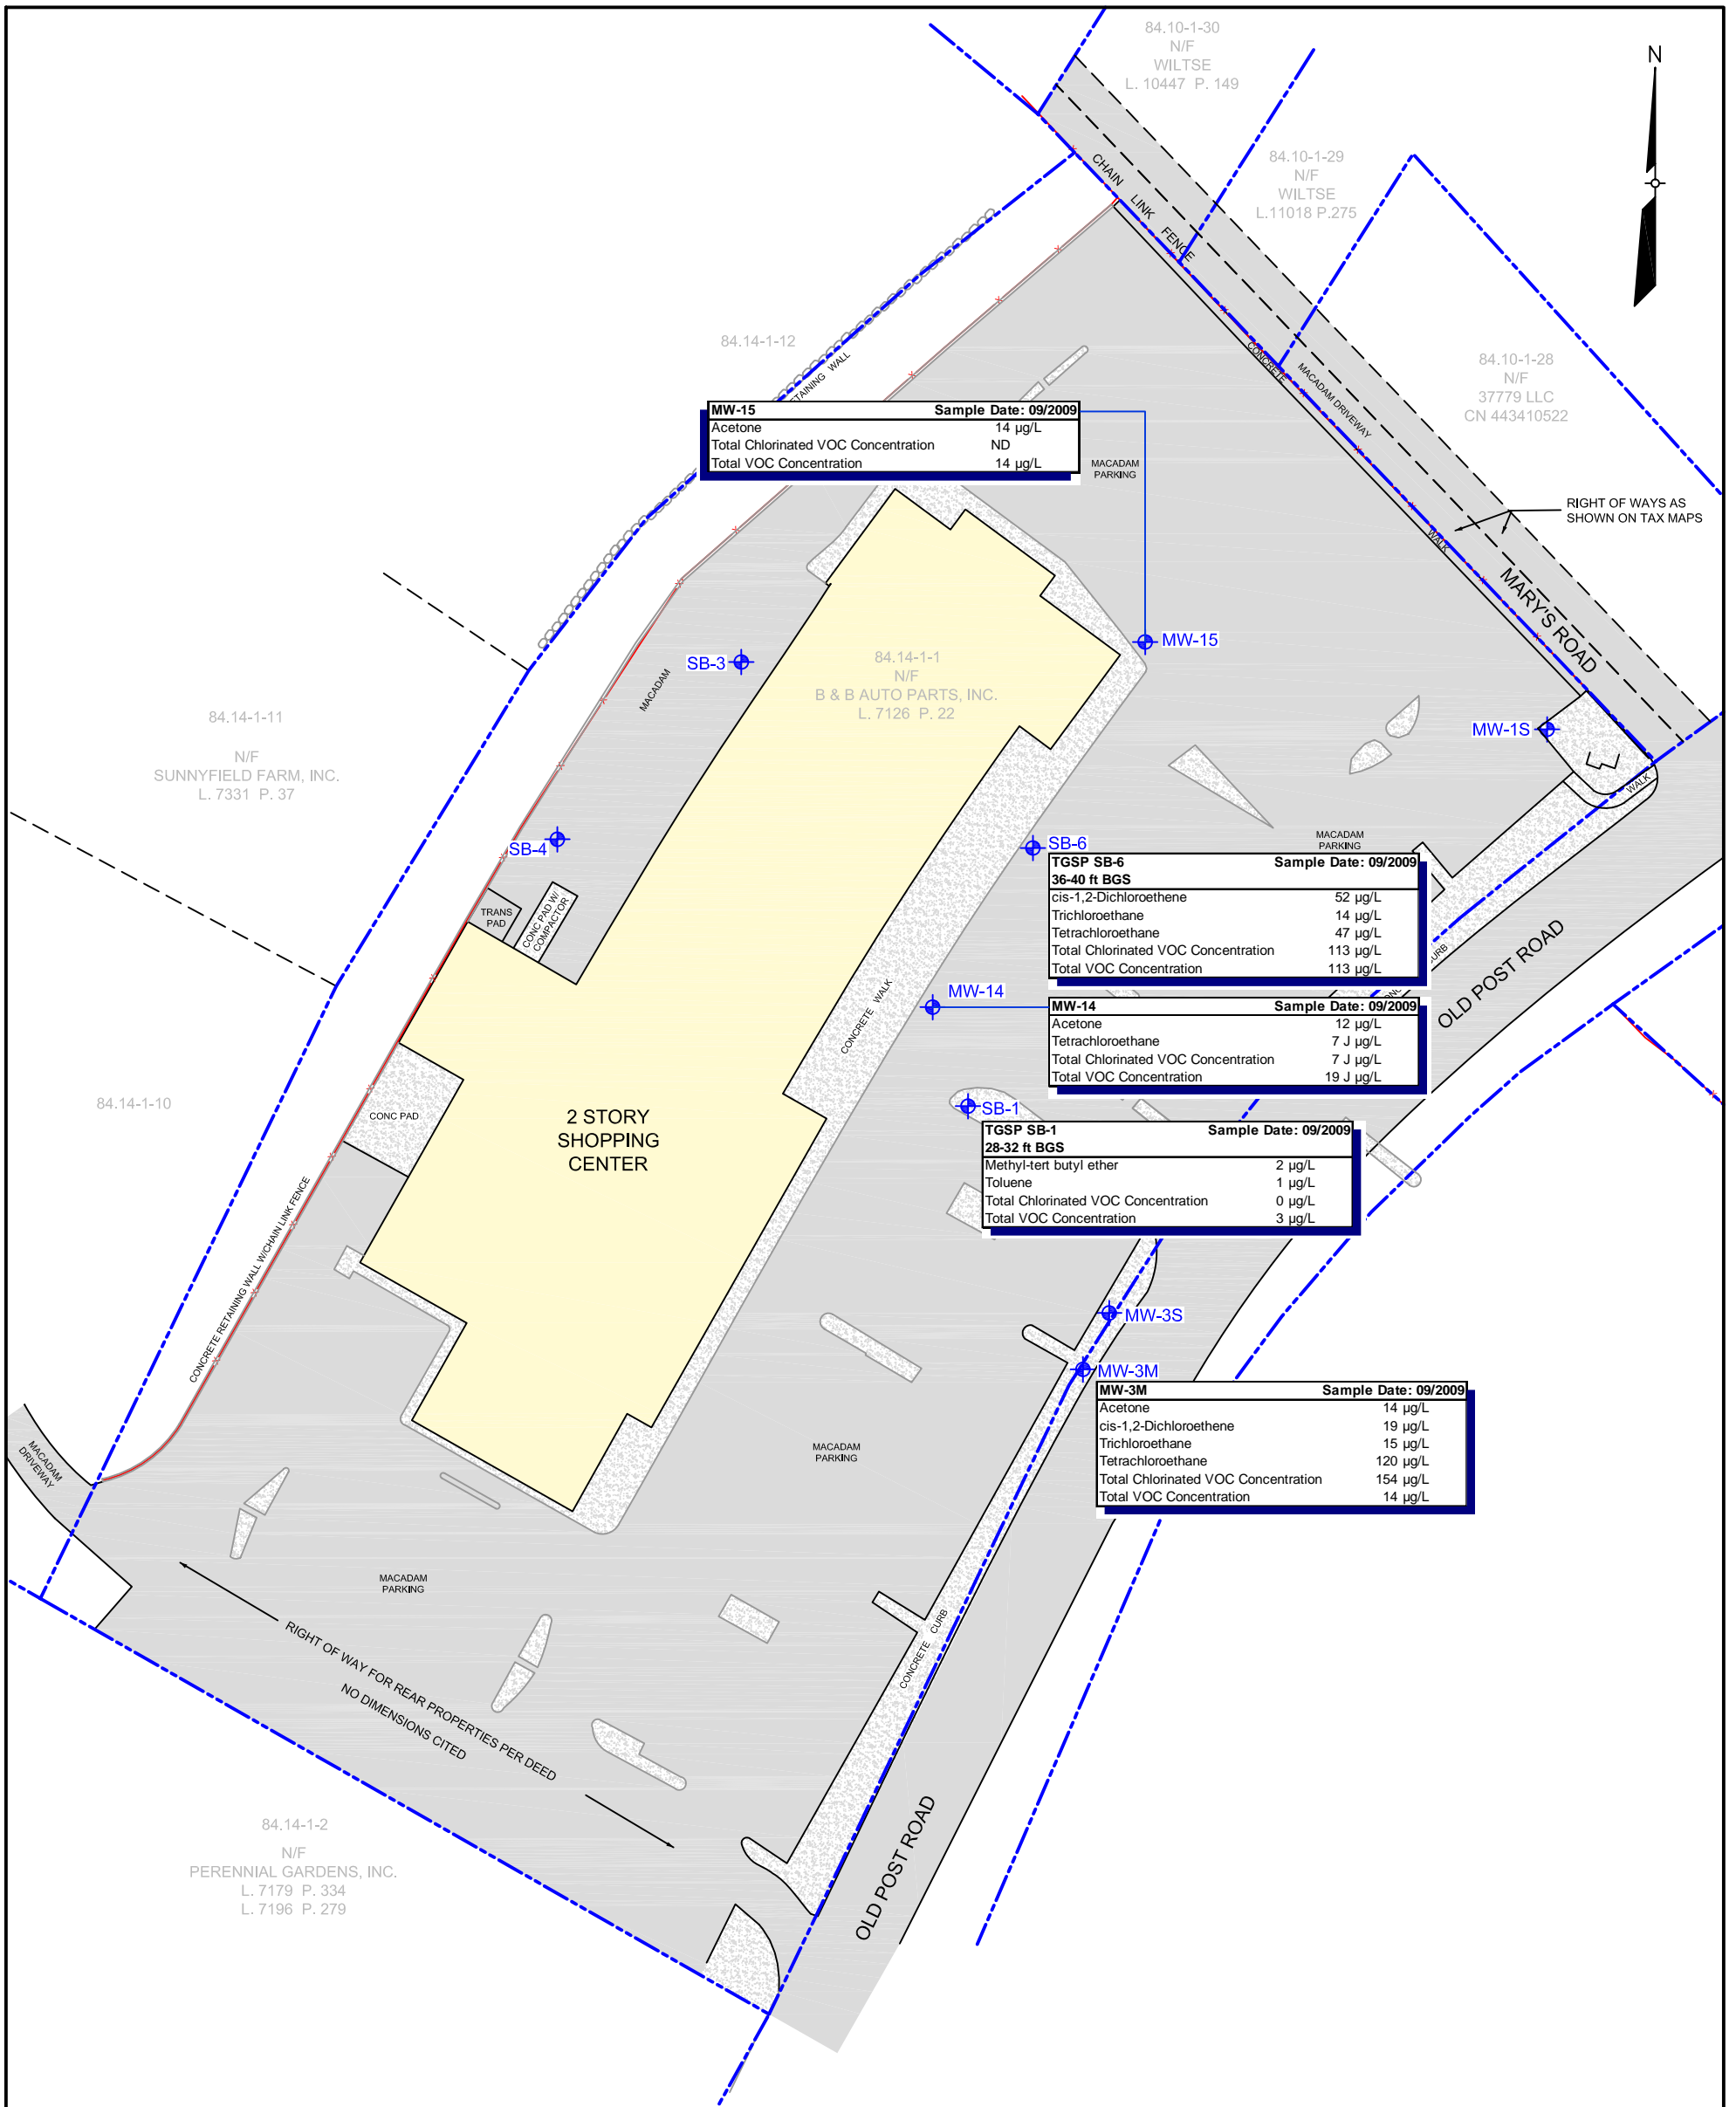 84.10-1-30
N/F
WILTSE
L. 10447 P. 149
N
84.10-1-29
N/F
WILTSE
L.11018 P.275
CHAIN LINK FENCE
84.14-1-12
84.10-1-28
N/F
37779 LLC
CN 443410522
CONCRETE WALK
MACADAM DRIVEWAY
TAINING WALL
MW-15 Sample Date: 09/2009
Acetone 14 µg/L
Total Chlorinated VOC Concentration ND
Total VOC Concentration 14 µg/L
MACADAM
PARKING
RIGHT OF WAYS AS
SHOWN ON TAX MAPS
MARY'S ROAD
MW-15
SB-3
MACADAM
84.14-1-1
N/F
B & B AUTO PARTS, INC.
L. 7126 P. 22
84.14-1-11
N/F
SUNNYFIELD FARM, INC.
L. 7331 P. 37
MW-1S
WALK
MACADAM
PARKING
SB-4
SB-6
TGSP SB-6 Sample Date: 09/2009
36-40 ft BGS
cis-1,2-Dichloroethene 52 µg/L
Trichloroethane 14 µg/L
Tetrachloroethane 47 µg/L
Total Chlorinated VOC Concentration 113 µg/L
Total VOC Concentration 113 µg/L
TRANS
PAD
CONC PAD W/
COMPACTOR
URB
OLD POST ROAD
CONCRETE WALK
MW-14
MW-14 Sample Date: 09/2009
Acetone 12 µg/L
Tetrachloroethane 7 J µg/L
Total Chlorinated VOC Concentration 7 J µg/L
Total VOC Concentration 19 J µg/L
84.14-1-10
CONC PAD
2 STORY
SHOPPING
CENTER
SB-1
TGSP SB-1 Sample Date: 09/2009
28-32 ft BGS
Methyl-tert butyl ether 2 µg/L
Toluene 1 µg/L
Total Chlorinated VOC Concentration 0 µg/L
Total VOC Concentration 3 µg/L
CONCRETE RETAINING WALL W/CHAIN LINK FENCE
MW-3S
MW-3M
MW-3M Sample Date: 09/2009
Acetone 14 µg/L
cis-1,2-Dichloroethene 19 µg/L
Trichloroethane 15 µg/L
Tetrachloroethane 120 µg/L
Total Chlorinated VOC Concentration 154 µg/L
Total VOC Concentration 14 µg/L
MACADAM
DRIVEWAY
MACADAM
PARKING
MACADAM
PARKING
RIGHT OF WAY FOR REAR PROPERTIES PER DEED
NO DIMENSIONS CITED
CONCRETE CURB
84.14-1-2
N/F
PERENNIAL GARDENS, INC.
L. 7179 P. 334
L. 7196 P. 279
OLD POST ROAD